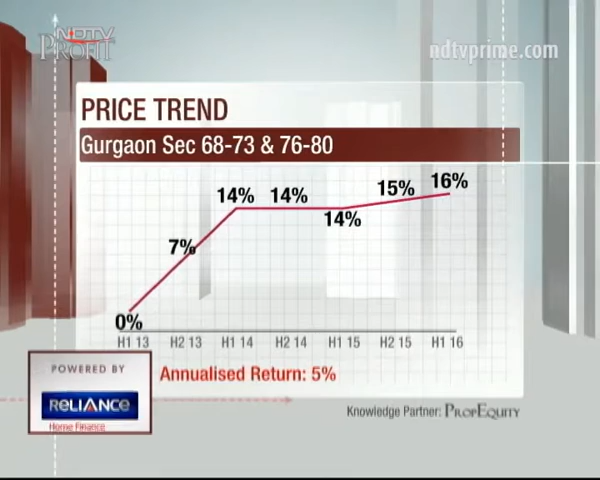 NDTV
PROFIT
ndtvprime.com
PRICE TREND
Gurgaon Sec 68-73 & 76-80
0%
7%
14%
14%
14%
15%
16%
H1 13
H2 13
H1 14
H2 14
H1 15
H2 15
H1 16
POWERED BY
RELIANCE
Home Finance
Annualised Return: 5%
Knowledge Partner: PROPEQUITY